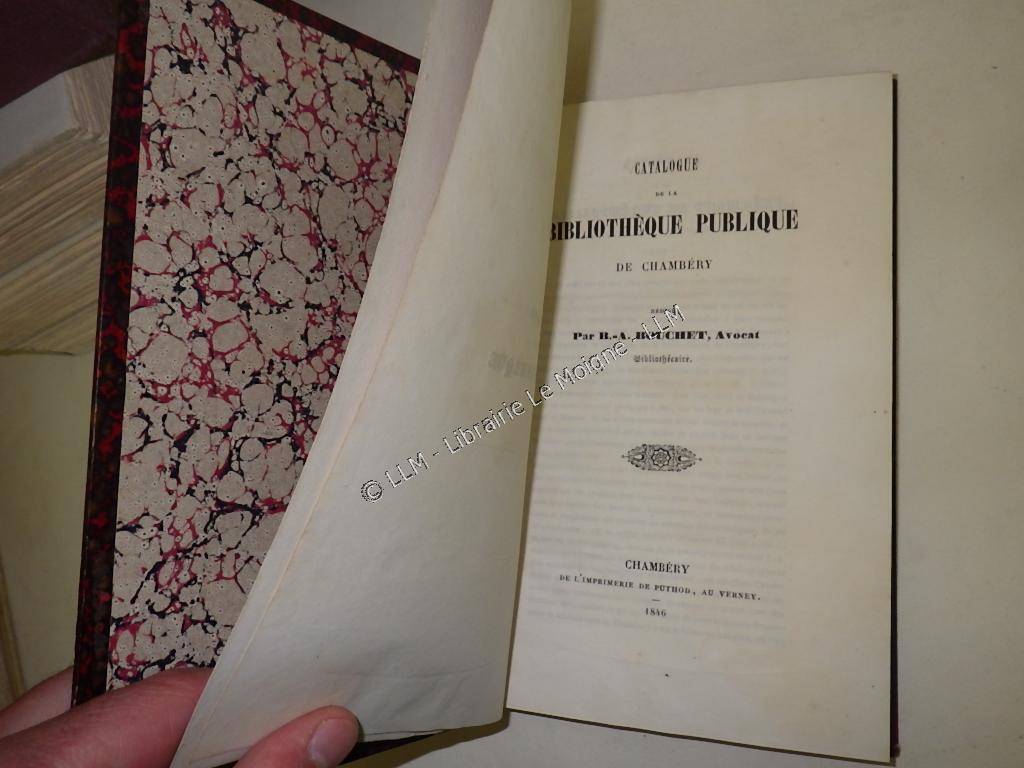 CATALOGUE
DE LA
BIBLIOTHÈQUE PUBLIQUE
DE CHAMBÉRY
Avocat
Bibliothécaire.
CHAMBÉRY
DE L'IMPRIMERIE DE PUTHOD, AU VERNEY.
1846
© LLM - Librairie Le Moigne - LLM